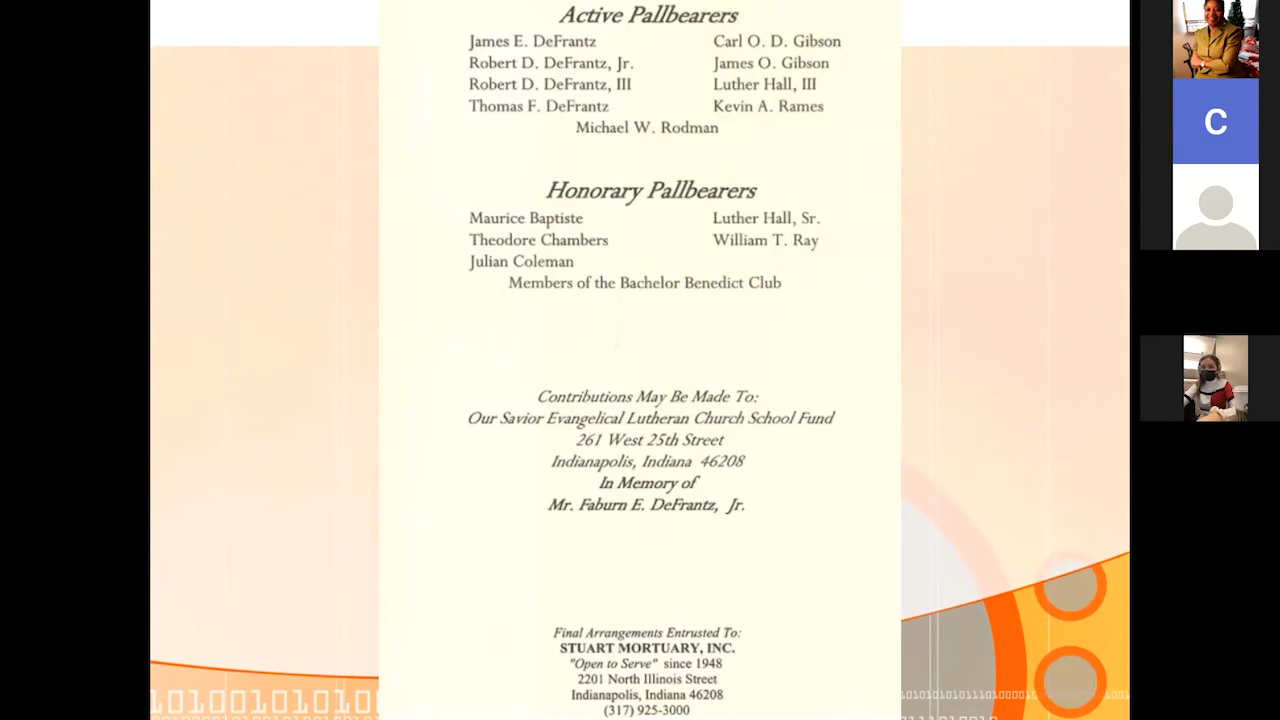 Active Pallbearers
James E. DeFrantz
Carl O. D. Gibson
Robert D. DeFrantz, Jr.
James O. Gibson
Robert D. DeFrantz, III
Luther Hall, III
Thomas F. DeFrantz
Kevin A. Rames
Michael W. Rodman
Honorary Pallbearers
Maurice Baptiste
Luther Hall, Sr.
Theodore Chambers
William T. Ray
Julian Coleman
Members of the Bachelor Benedict Club
Contributions May Be Made To:
Our Savior Evangelical Lutheran Church School Fund
261 West 25th Street
Indianapolis, Indiana 46208
In Memory of
Mr. Faburn E. DeFrantz, Jr.
Final Arrangements Entrusted To:
STUART MORTUARY, INC.
"Open to Serve" since 1948
2201 North Illinois Street
Indianapolis, Indiana 46208
(317) 925-3000
C